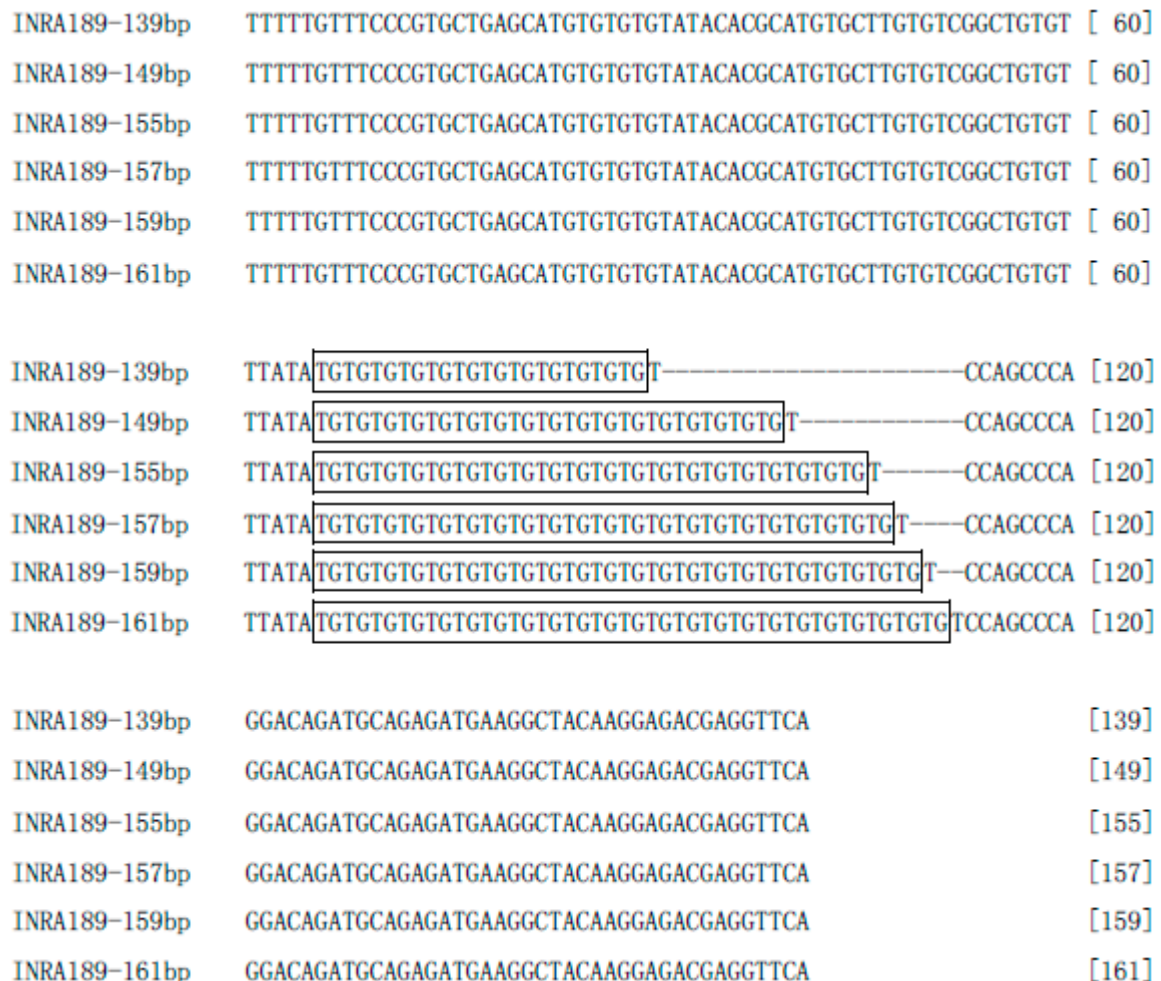 INRA189-139bp TTTTTGTTTCCCGTGCTGAGCATGTGTGTGTATACACGCATGTGCTTGTGTCGGCTGTGT [ 60]
INRA189-149bp TTTTTGTTTCCCGTGCTGAGCATGTGTGTGTATACACGCATGTGCTTGTGTCGGCTGTGT [ 60]
INRA189-155bp TTTTTGTTTCCCGTGCTGAGCATGTGTGTGTATACACGCATGTGCTTGTGTCGGCTGTGT [ 60]
INRA189-157bp TTTTTGTTTCCCGTGCTGAGCATGTGTGTGTATACACGCATGTGCTTGTGTCGGCTGTGT [ 60]
INRA189-159bp TTTTTGTTTCCCGTGCTGAGCATGTGTGTGTATACACGCATGTGCTTGTGTCGGCTGTGT [ 60]
INRA189-161bp TTTTTGTTTCCCGTGCTGAGCATGTGTGTGTATACACGCATGTGCTTGTGTCGGCTGTGT [ 60]
INRA189-139bp TTATATGTGTGTGTGTGTGTGTGTGTGTGT----------------------CCAGCCCA [120]
INRA189-149bp TTATATGTGTGTGTGTGTGTGTGTGTGTGTGTGTGTGTGT------------CCAGCCCA [120]
INRA189-155bp TTATATGTGTGTGTGTGTGTGTGTGTGTGTGTGTGTGTGTGTGTGT------CCAGCCCA [120]
INRA189-157bp TTATATGTGTGTGTGTGTGTGTGTGTGTGTGTGTGTGTGTGTGTGTGT----CCAGCCCA [120]
INRA189-159bp TTATATGTGTGTGTGTGTGTGTGTGTGTGTGTGTGTGTGTGTGTGTGTGT--CCAGCCCA [120]
INRA189-161bp TTATATGTGTGTGTGTGTGTGTGTGTGTGTGTGTGTGTGTGTGTGTGTGTGTCCAGCCCA [120]
INRA189-139bp GGACAGATGCAGAGATGAAGGCTACAAGGAGACGAGGTTCA [139]
INRA189-149bp GGACAGATGCAGAGATGAAGGCTACAAGGAGACGAGGTTCA [149]
INRA189-155bp GGACAGATGCAGAGATGAAGGCTACAAGGAGACGAGGTTCA [155]
INRA189-157bp GGACAGATGCAGAGATGAAGGCTACAAGGAGACGAGGTTCA [157]
INRA189-159bp GGACAGATGCAGAGATGAAGGCTACAAGGAGACGAGGTTCA [159]
INRA189-161bp GGACAGATGCAGAGATGAAGGCTACAAGGAGACGAGGTTCA [161]